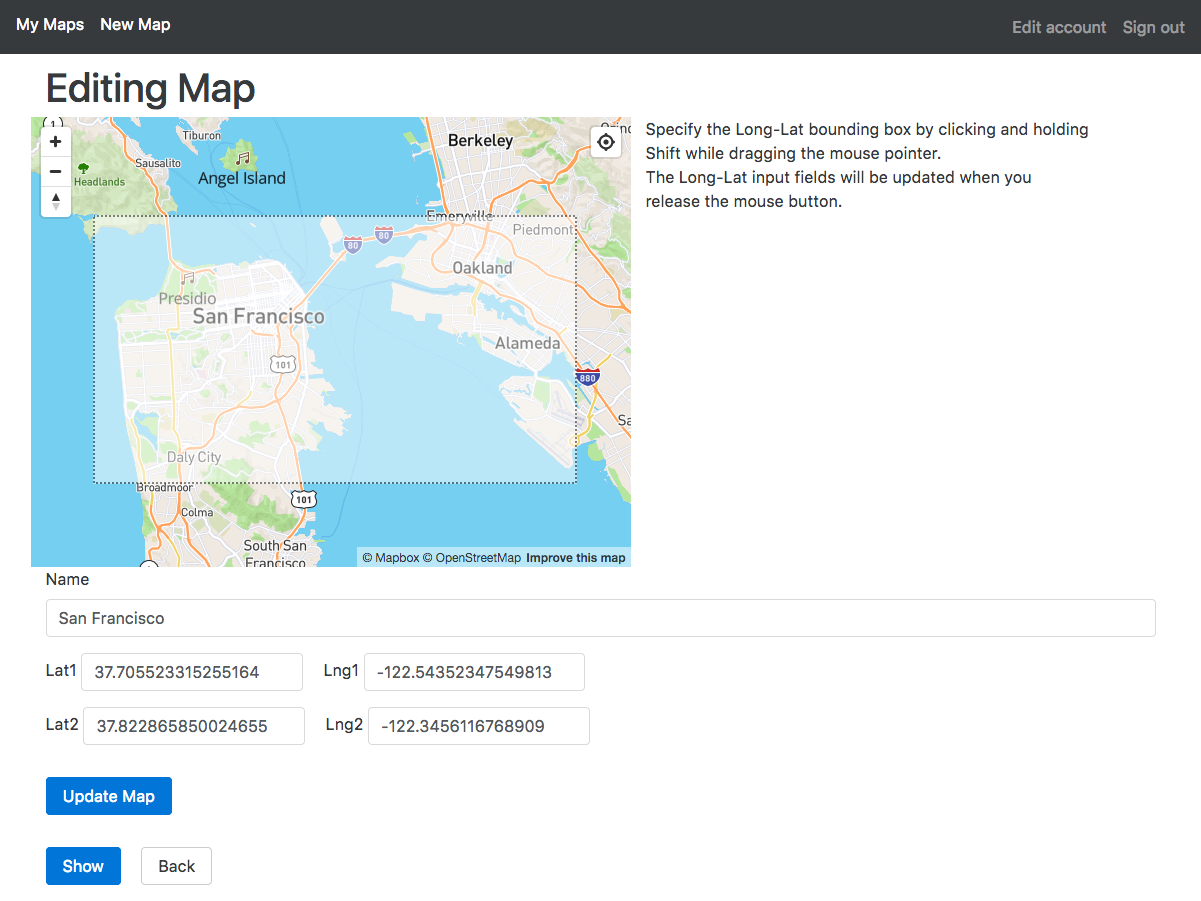 My Maps New Map Edit account Sign out
Editing Map
1
Tiburon
Berkeley
Sausalito
Headlands
Angel Island
Specify the Long-Lat bounding box by clicking and holding
Shift while dragging the mouse pointer.
The Long-Lat input fields will be updated when you
release the mouse button.
Emeryville
80 80
Piedmont
Oakland
Presidio
San Francisco
Alameda
101
880
Daly City
Broadmoor
101
Colma
South San
Francisco
© Mapbox © OpenStreetMap Improve this map
Name
San Francisco
Lat1 37.705523315255164 Lng1 -122.54352347549813
Lat2 37.822865850024655 Lng2 -122.3456116768909
Update Map
Show Back